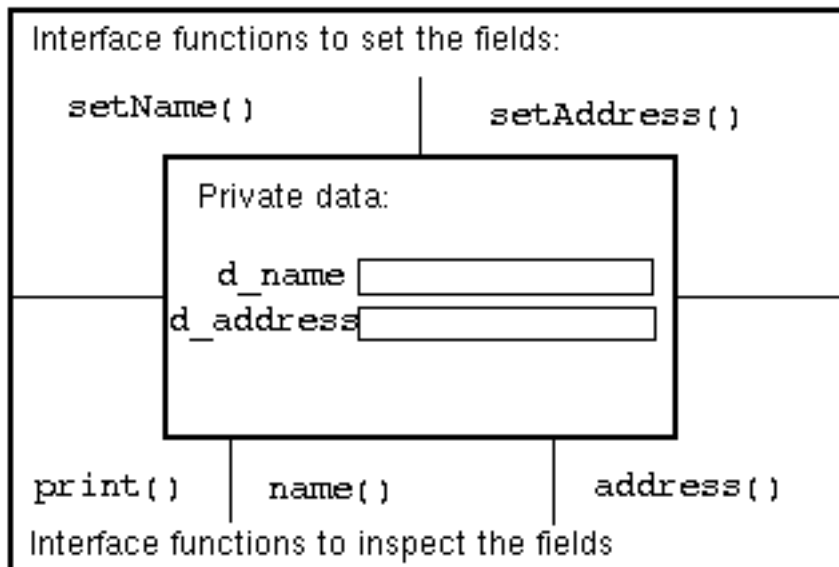 Interface functions to set the fields:
setName()
setAddress()
Private data:
d_name
d_address
print()
name()
address()
Interface functions to inspect the fields